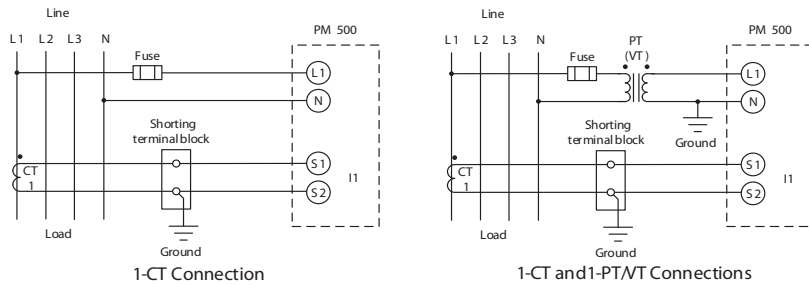 Line
L1 L2 L3 N
PM 500
Fuse
L1
N
Shorting
terminal block
CT
1
S1
S2
I1
Load
Ground
1-CT Connection
Line
L1 L2 L3 N
PT
(VT)
PM 500
Fuse
L1
N
Ground
Shorting
terminal block
CT
1
S1
S2
I1
Load
Ground
1-CT and1-PT/VT Connections